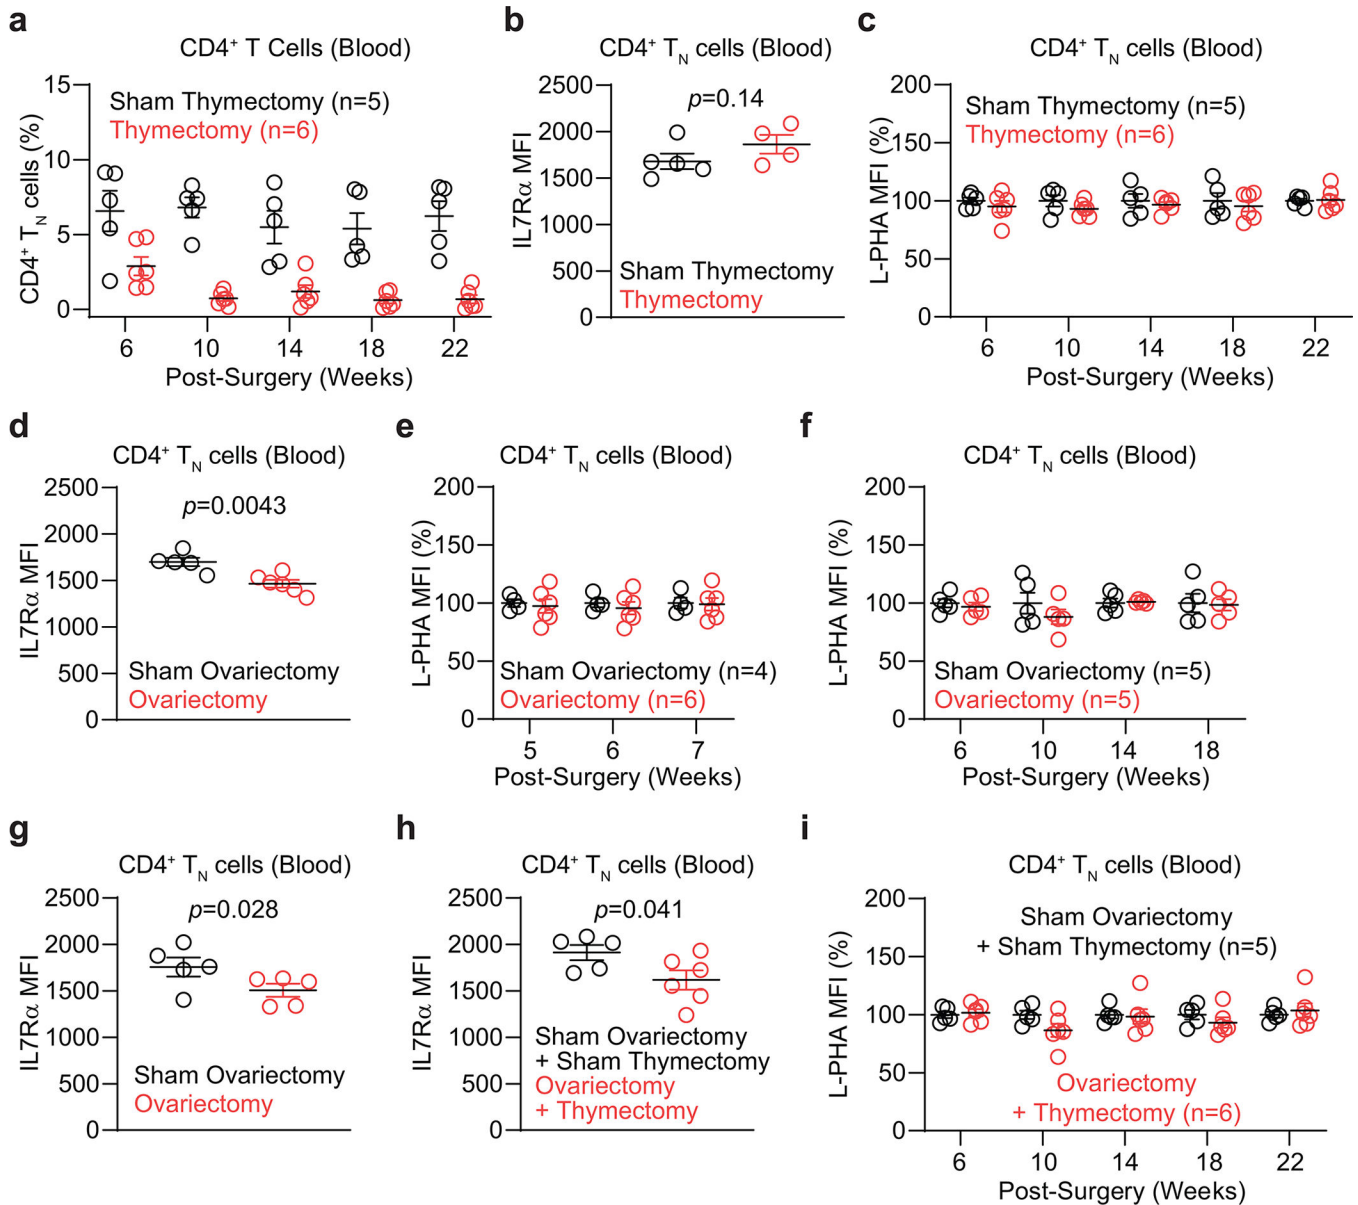 a
CD4⁺ T Cells (Blood)
CD4⁺ T_N cells (%)
15
10
5
0
Sham Thymectomy (n=5)
Thymectomy (n=6)
6 10 14 18 22
Post-Surgery (Weeks)
b
CD4⁺ T_N cells (Blood)
IL7Rα MFI
2500
2000
1500
1000
500
0
p=0.14
Sham Thymectomy
Thymectomy
c
CD4⁺ T_N cells (Blood)
L-PHA MFI (%)
200
150
100
50
0
Sham Thymectomy (n=5)
Thymectomy (n=6)
6 10 14 18 22
Post-Surgery (Weeks)
d
CD4⁺ T_N cells (Blood)
IL7Rα MFI
2500
2000
1500
1000
500
0
p=0.0043
Sham Ovariectomy
Ovariectomy
e
CD4⁺ T_N cells (Blood)
L-PHA MFI (%)
200
150
100
50
0
Sham Ovariectomy (n=4)
Ovariectomy (n=6)
5 6 7
Post-Surgery (Weeks)
f
CD4⁺ T_N cells (Blood)
L-PHA MFI (%)
200
150
100
50
0
Sham Ovariectomy (n=5)
Ovariectomy (n=5)
6 10 14 18
Post-Surgery (Weeks)
g
CD4⁺ T_N cells (Blood)
IL7Rα MFI
2500
2000
1500
1000
500
0
p=0.028
Sham Ovariectomy
Ovariectomy
h
CD4⁺ T_N cells (Blood)
IL7Rα MFI
2500
2000
1500
1000
500
0
p=0.041
Sham Ovariectomy
+ Sham Thymectomy
Ovariectomy
+ Thymectomy
i
CD4⁺ T_N cells (Blood)
L-PHA MFI (%)
200
150
100
50
0
Sham Ovariectomy
+ Sham Thymectomy (n=5)
Ovariectomy
+ Thymectomy (n=6)
6 10 14 18 22
Post-Surgery (Weeks)